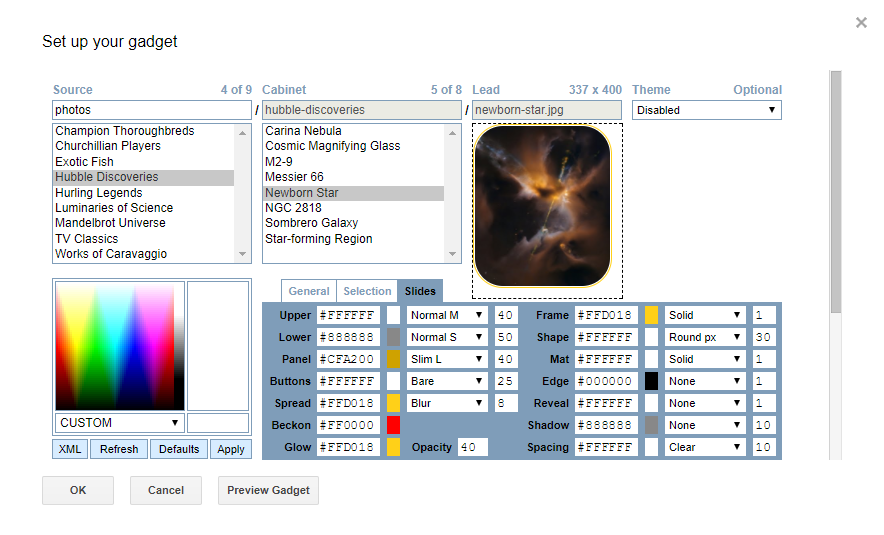 ×
Set up your gadget
Source 4 of 9 Cabinet 5 of 8 Lead 337 x 400 Theme Optional
photos / hubble-discoveries / newborn-star.jpg Disabled
Champion Thoroughbreds
Churchillian Players
Exotic Fish
Hubble Discoveries
Hurling Legends
Luminaries of Science
Mandelbrot Universe
TV Classics
Works of Caravaggio
Carina Nebula
Cosmic Magnifying Glass
M2-9
Messier 66
Newborn Star
NGC 2818
Sombrero Galaxy
Star-forming Region
CUSTOM
XML Refresh Defaults Apply
General Selection Slides
Upper #FFFFFF Normal M 40 Frame #FFD018 Solid 1
Lower #888888 Normal S 50 Shape #FFFFFF Round px 30
Panel #CFA200 Slim L 40 Mat #FFFFFF Solid 1
Buttons #FFFFFF Bare 25 Edge #000000 None 1
Spread #FFD018 Blur 8 Reveal #FFFFFF None 1
Beckon #FF0000 Shadow #888888 None 10
Glow #FFD018 Opacity 40 Spacing #FFFFFF Clear 10
OK Cancel Preview Gadget